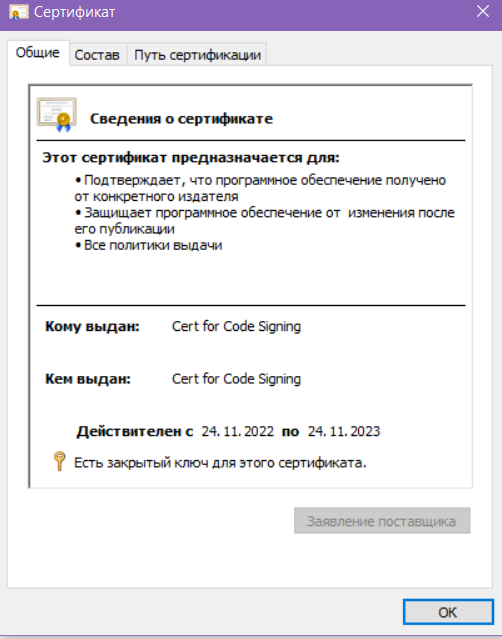 Сертификат
Общие
Состав
Путь сертификации
Сведения о сертификате
Этот сертификат предназначается для:
• Подтверждает, что программное обеспечение получено
от конкретного издателя
• Защищает программное обеспечение от изменения после
его публикации
• Все политики выдачи
Кому выдан: Cert for Code Signing
Кем выдан: Cert for Code Signing
Действителен с 24.11.2022 по 24.11.2023
Есть закрытый ключ для этого сертификата.
Заявление поставщика
ОК